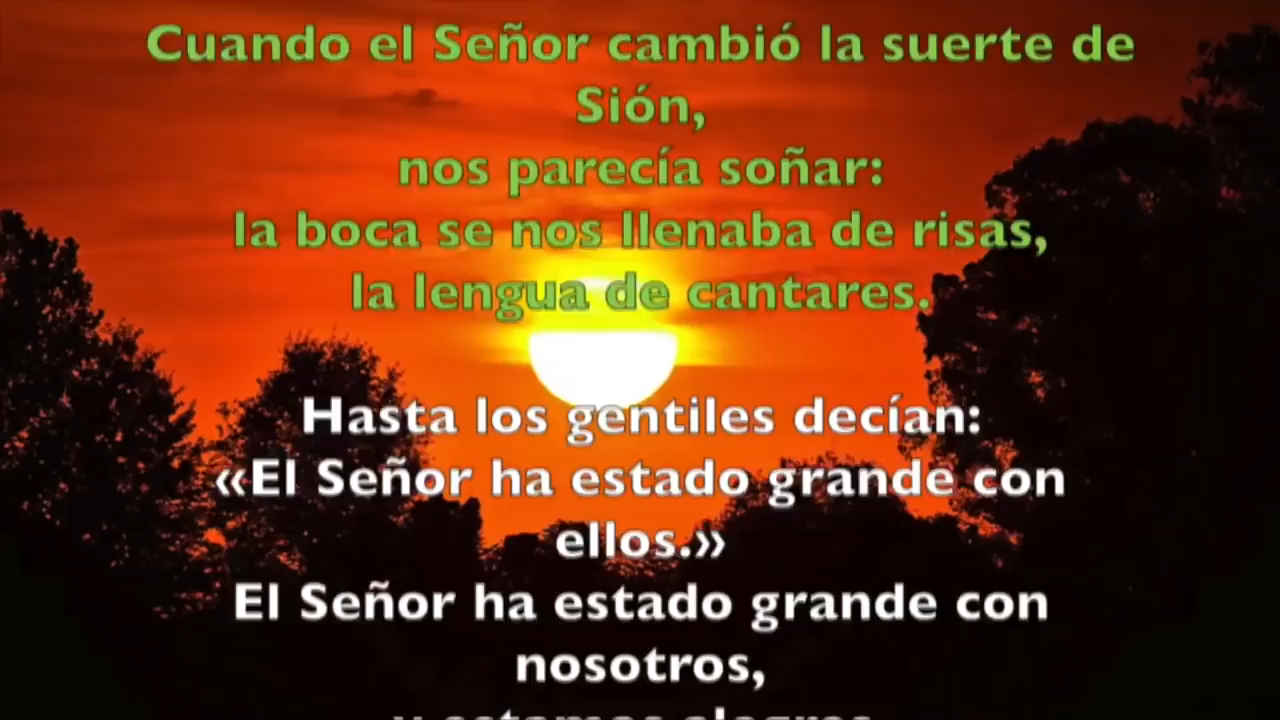 Cuando el Señor cambió la suerte de
Sión,
nos parecía soñar:
la boca se nos llenaba de risas,
la lengua de cantares.
Hasta los gentiles decían:
«El Señor ha estado grande con
ellos.»
El Señor ha estado grande con
nosotros,
y estamos alegres